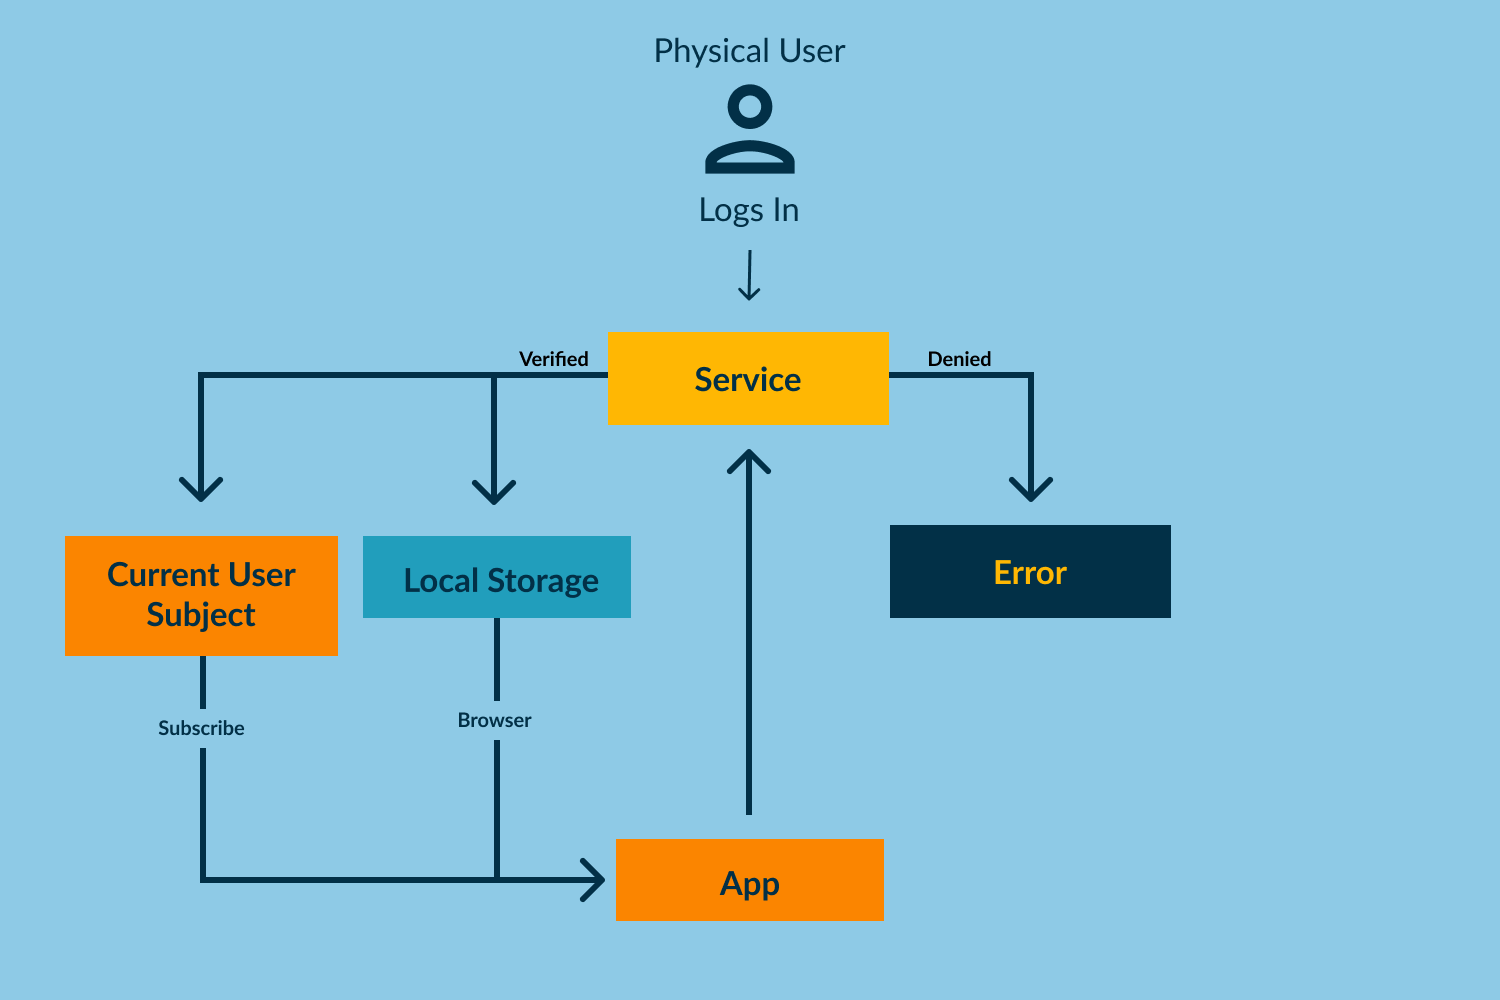 Physical User
Logs In
Verified
Service
Denied
Current User
Subject
Local Storage
Error
Subscribe
Browser
App